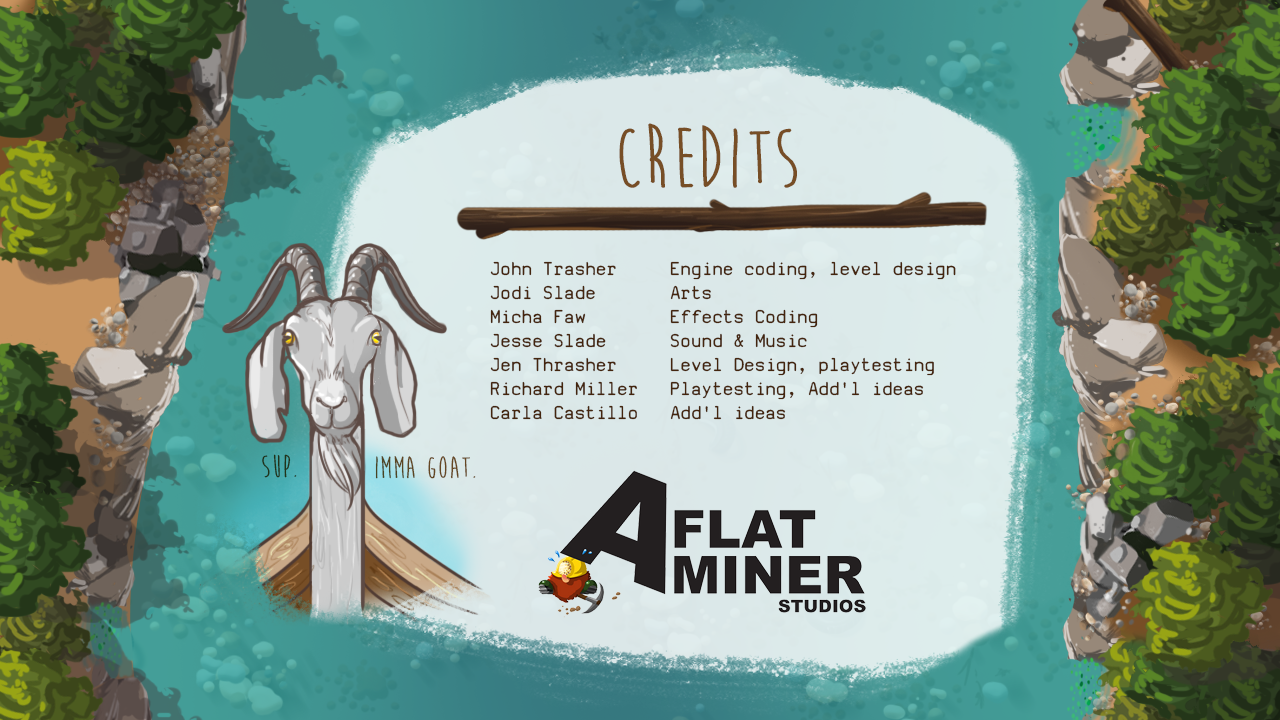 CREDITS
John Trasher Engine coding, level design
Jodi Slade Arts
Micha Faw Effects Coding
Jesse Slade Sound & Music
Jen Thrasher Level Design, playtesting
Richard Miller Playtesting, Add'l ideas
Carla Castillo Add'l ideas
SUP. IMMA GOAT.
A FLAT
MINER
STUDIOS